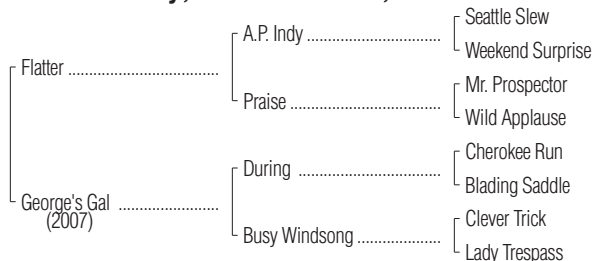 Seattle Slew
A.P. Indy ..............................
Weekend Surprise
Flatter ..................................
Mr. Prospector
Praise ..................................
Wild Applause
Cherokee Run
During ................................
Blading Saddle
George's Gal ......................
(2007)
Clever Trick
Busy Windsong ...................
Lady Trespass